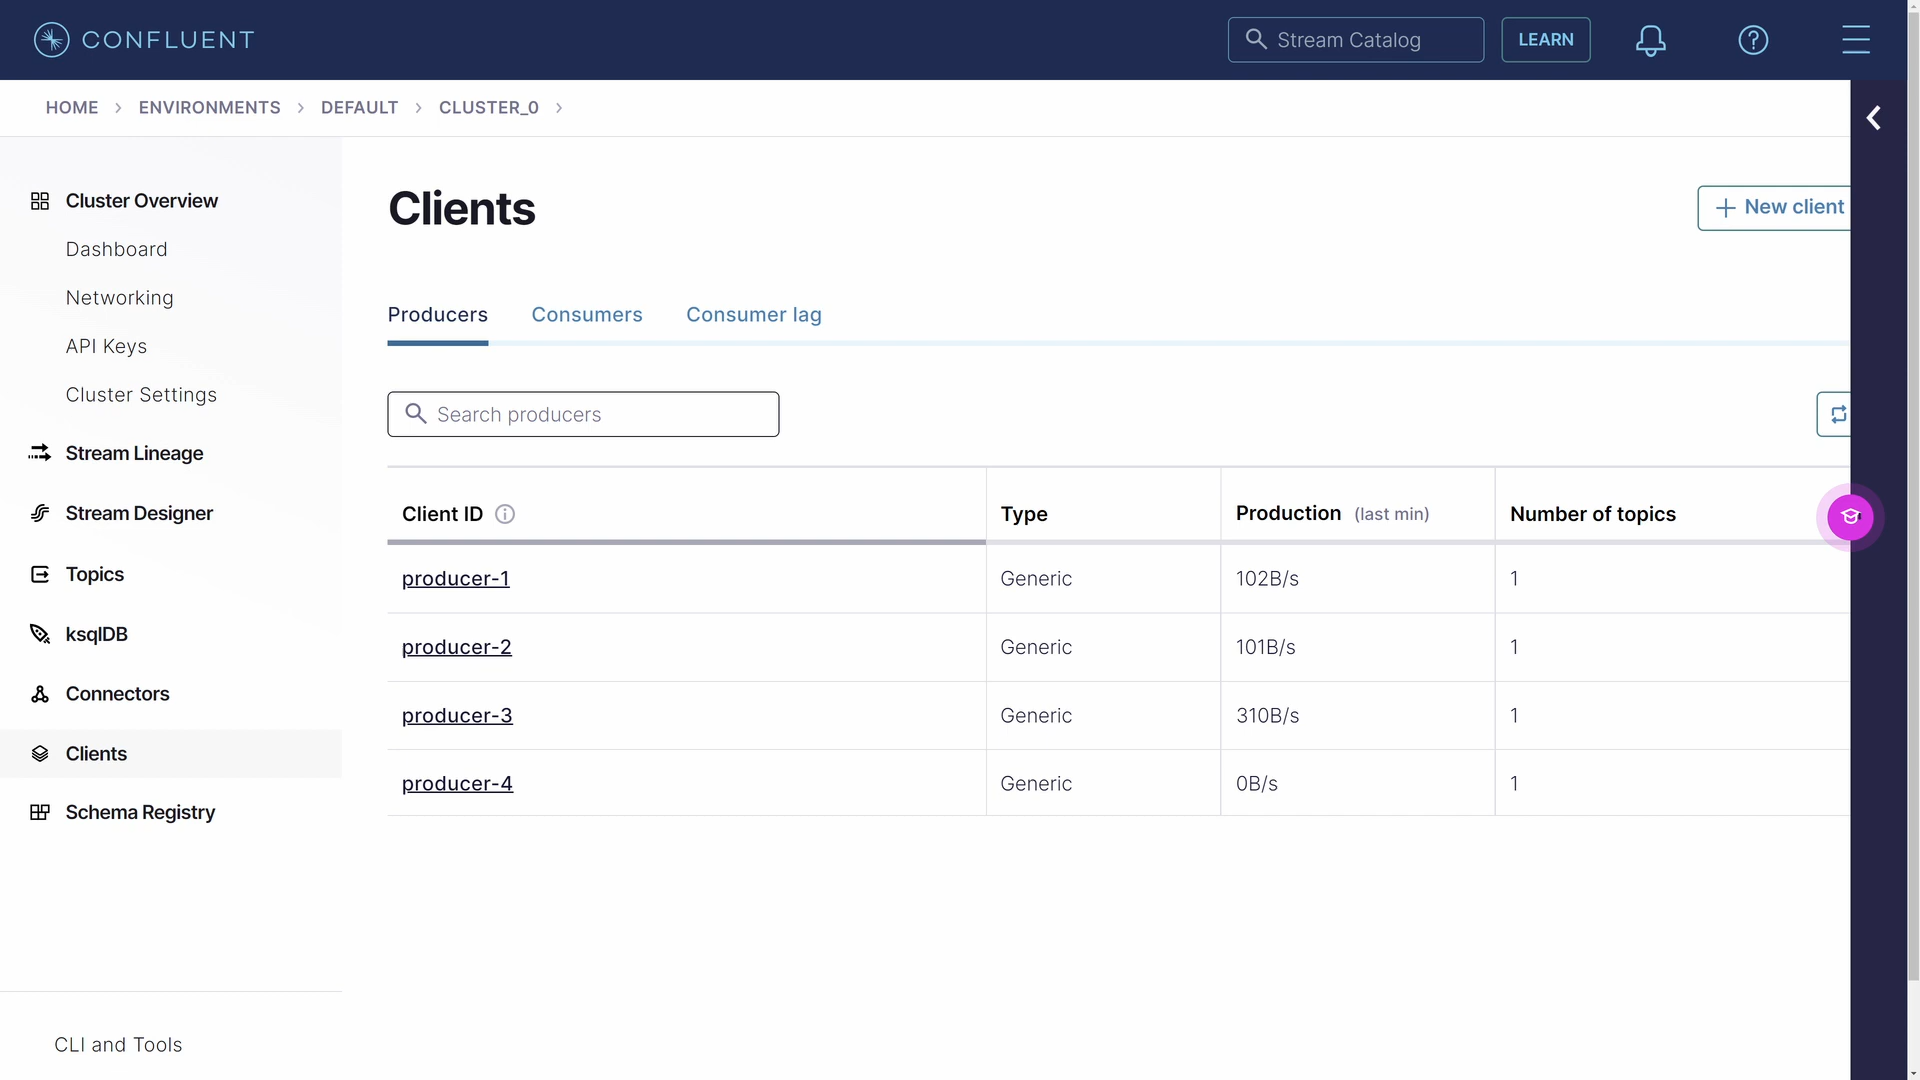 CONFLUENT
Stream Catalog
LEARN
HOME > ENVIRONMENTS > DEFAULT > CLUSTER_0 >
Cluster Overview
Dashboard
Networking
API Keys
Cluster Settings
Stream Lineage
Stream Designer
Topics
ksqlDB
Connectors
Clients
Schema Registry
CLI and Tools
Clients
+ New client
Producers Consumers Consumer lag
Search producers
Client ID Type Production (last min) Number of topics
producer-1 Generic 102B/s 1
producer-2 Generic 101B/s 1
producer-3 Generic 310B/s 1
producer-4 Generic 0B/s 1